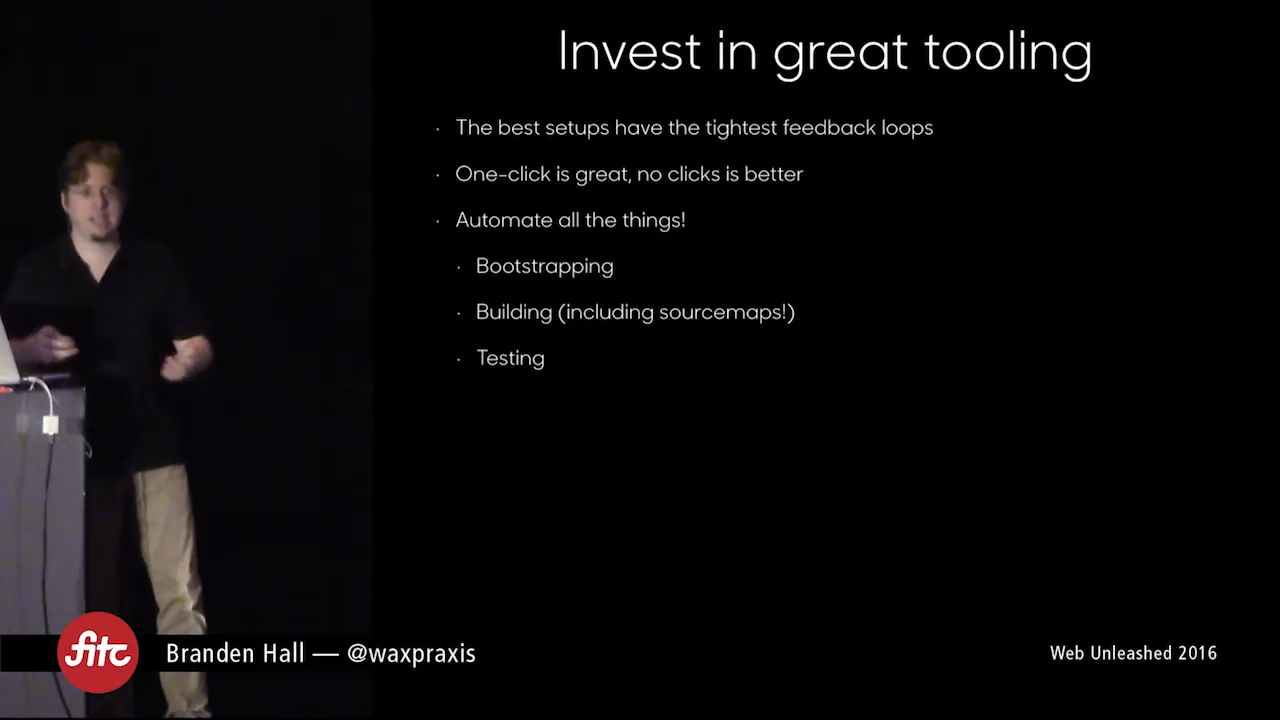 Invest in great tooling
· The best setups have the tightest feedback loops
· One-click is great, no clicks is better
· Automate all the things!
· Bootstrapping
· Building (including sourcemaps!)
· Testing
fitc
Branden Hall — @waxpraxis
Web Unleashed 2016